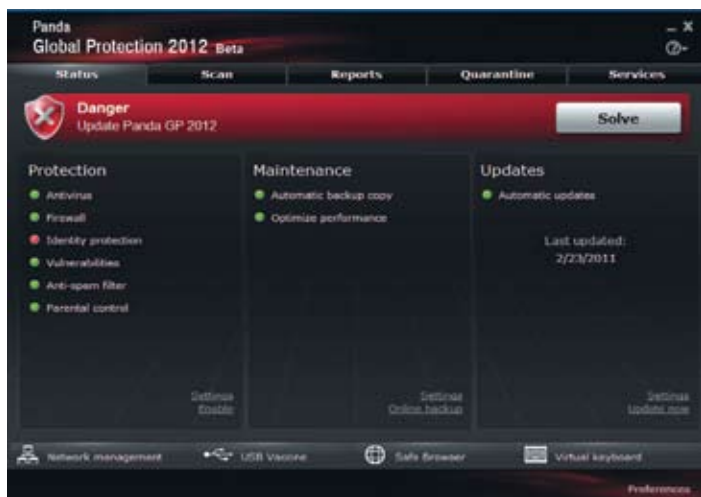 Panda
Global Protection 2012 Beta
Status Scan Reports Quarantine Services
Danger
Update Panda GP 2012
Solve
Protection
Antivirus
Firewall
Identity protection
Vulnerabilities
Anti-spam filter
Parental control
Settings
Enable
Maintenance
Automatic backup copy
Optimize performance
Settings
Online backup
Updates
Automatic updates
Last updated:
2/23/2011
Settings
Update now
Network management USB Vaccine Safe Browser Virtual keyboard
Preferences